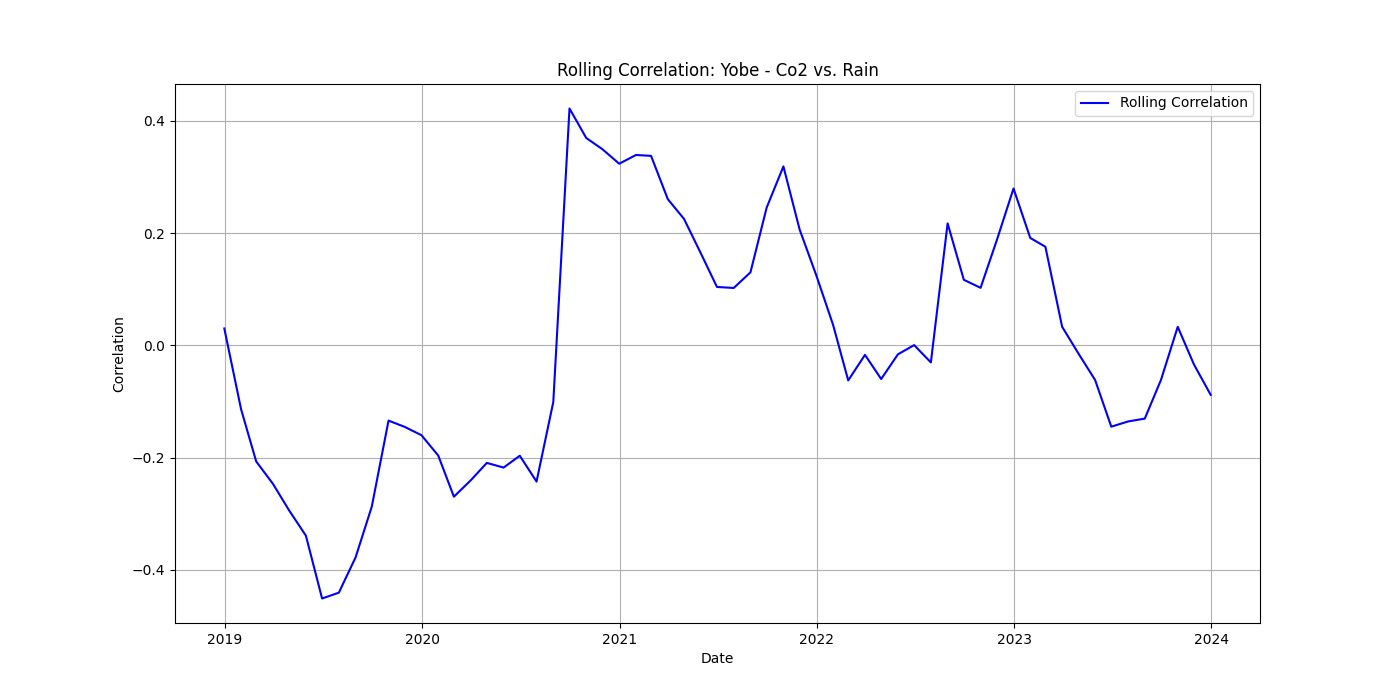 Rolling Correlation: Yobe - Co2 vs. Rain
Rolling Correlation
0.4
0.2
0.0
−0.2
−0.4
Correlation
2019 2020 2021 2022 2023 2024
Date